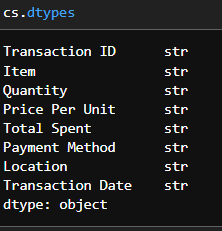 cs.dtypes
Transaction ID str
Item str
Quantity str
Price Per Unit str
Total Spent str
Payment Method str
Location str
Transaction Date str
dtype: object